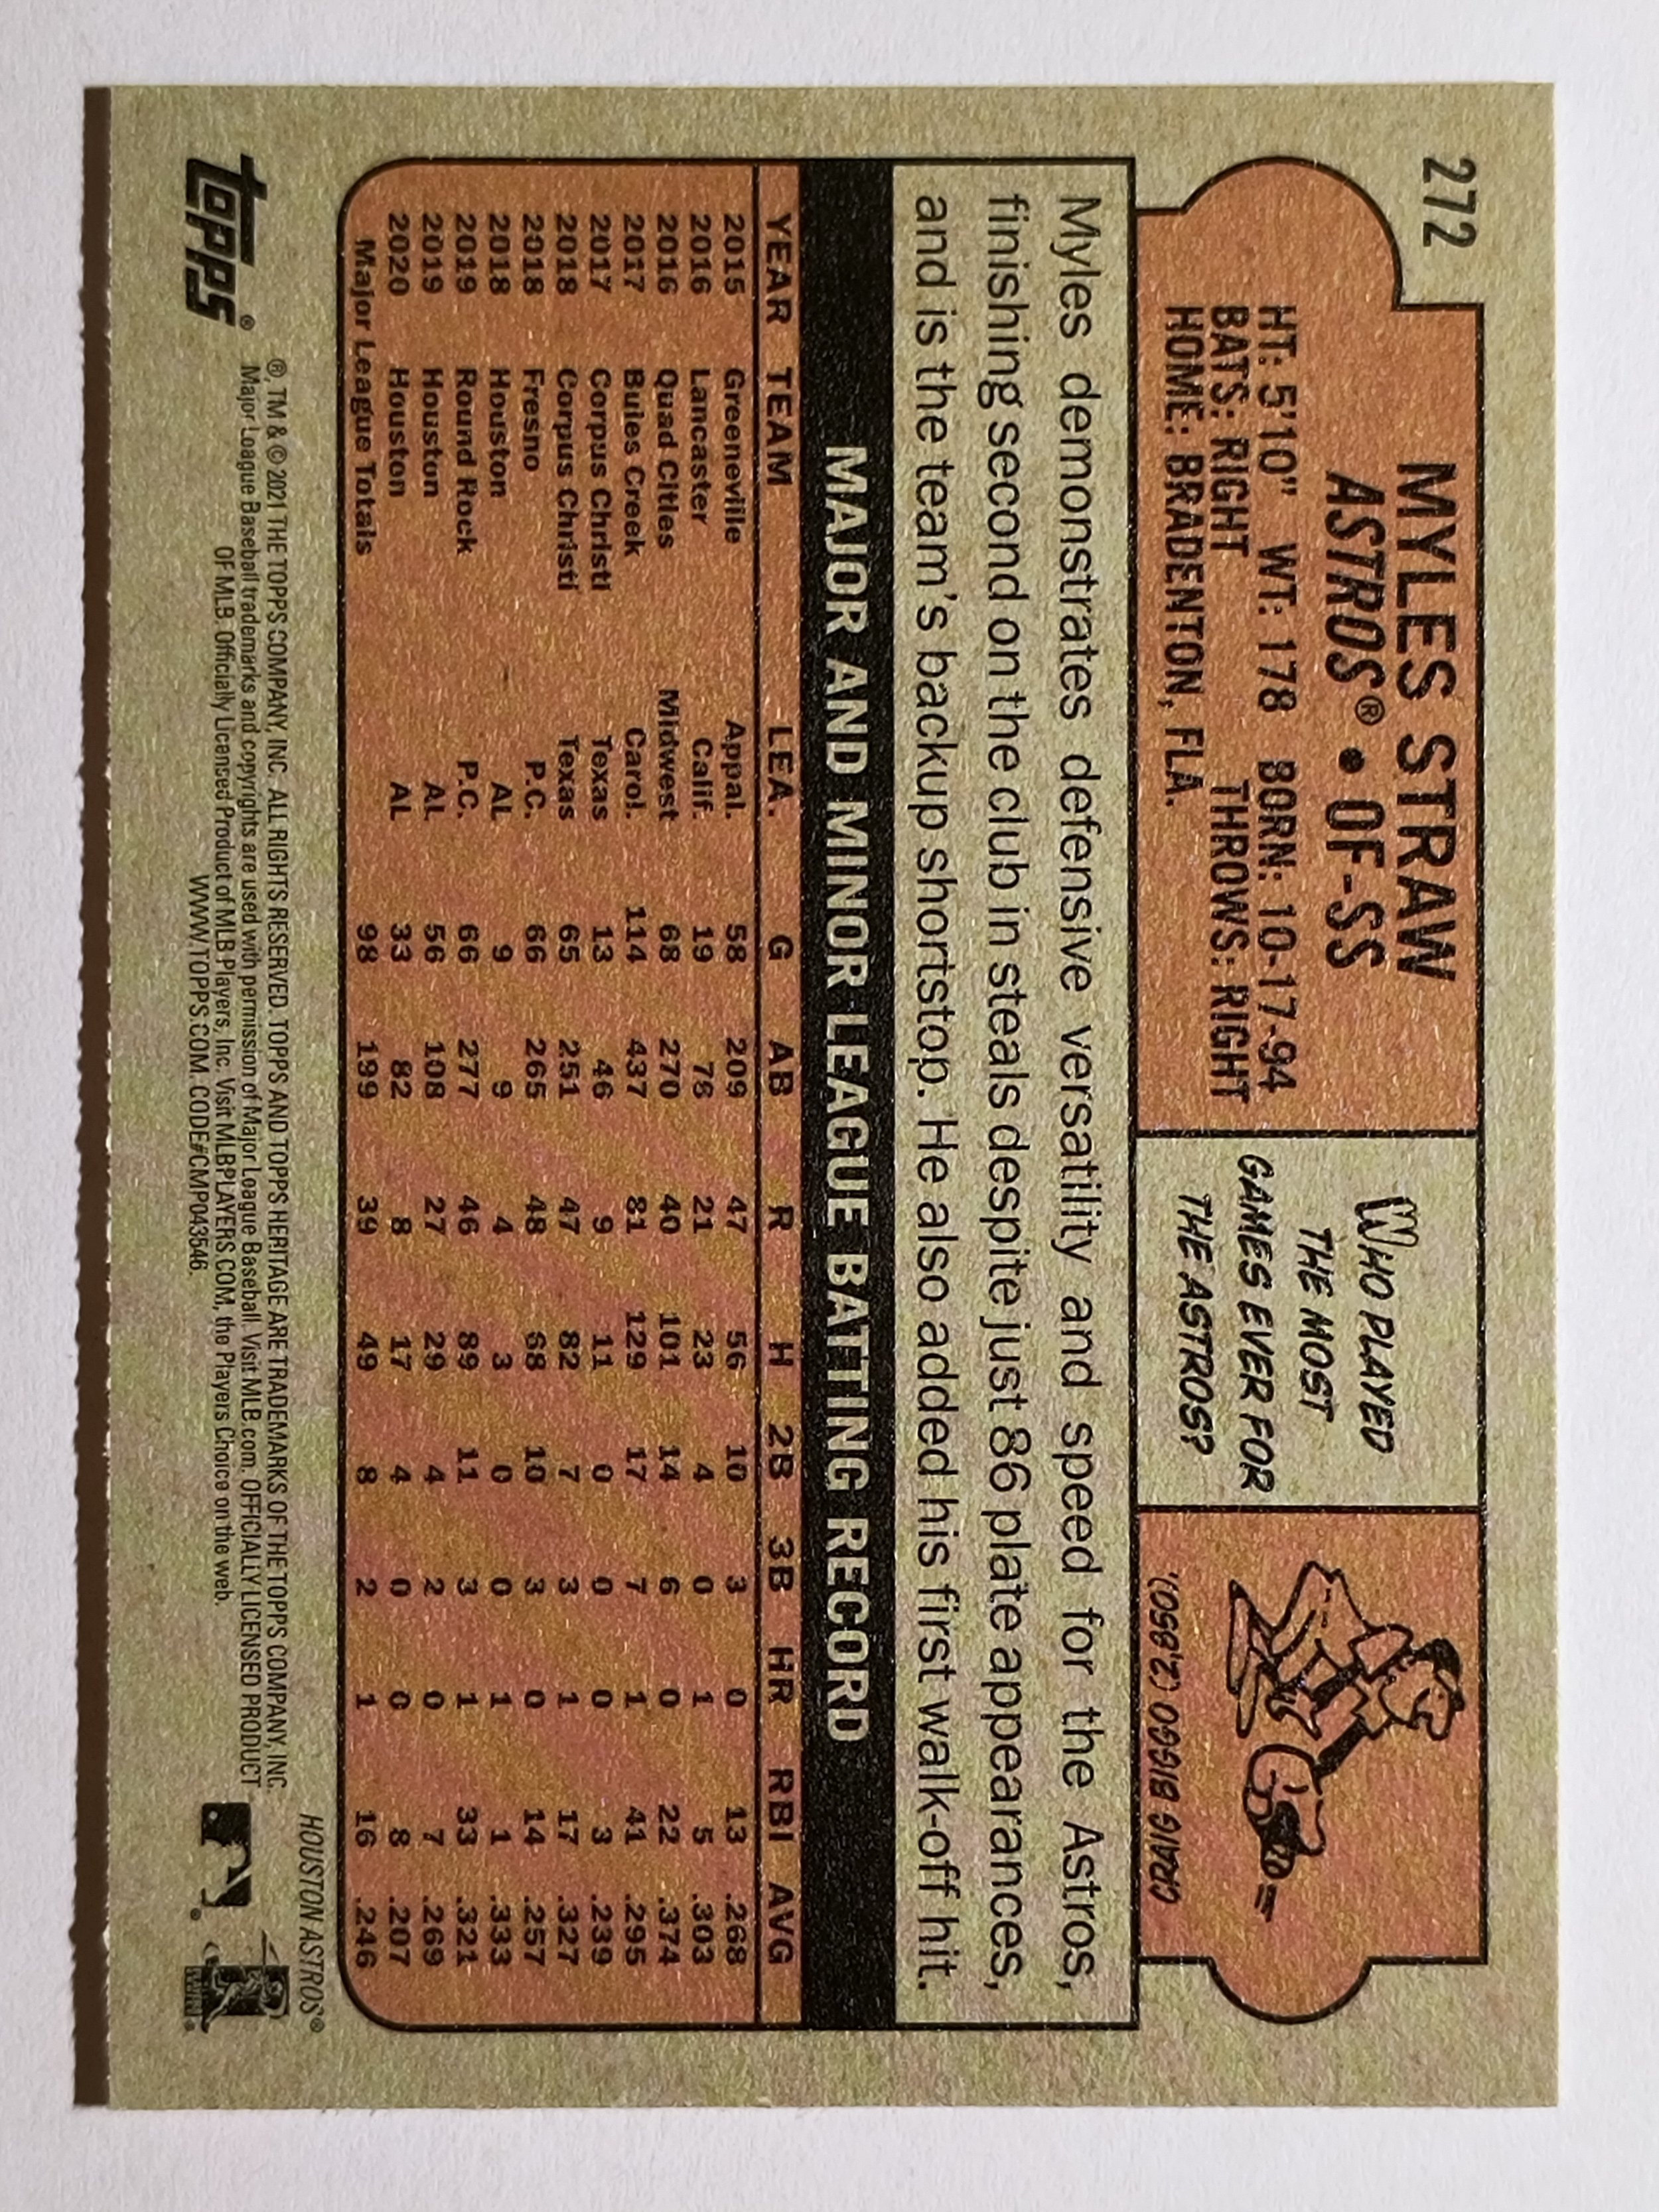 272
MYLES STRAW
ASTROS® • OF-SS
HT: 5'10" WT: 178 BORN: 10-17-94
BATS: RIGHT THROWS: RIGHT
HOME: BRADENTON, FLA.
WHO PLAYED
THE MOST
GAMES EVER FOR
THE ASTROS?
CRAIG BIGGIO (2,850).
Myles demonstrates defensive versatility and speed for the Astros,
finishing second on the club in steals despite just 86 plate appearances,
and is the team's backup shortstop. He also added his first walk-off hit.
MAJOR AND MINOR LEAGUE BATTING RECORD
YEAR TEAM LEA. G AB R H 2B 3B HR RBI AVG
2015 Greeneville Appal. 58 209 47 56 10 3 0 13 .268
2016 Lancaster Calif. 19 76 21 23 4 0 1 5 .303
2016 Quad Cities Midwest 68 270 40 101 14 6 0 22 .374
2017 Buies Creek Carol. 114 437 81 129 17 7 1 41 .295
2017 Corpus Christi Texas 13 46 9 11 0 0 0 3 .239
2018 Corpus Christi Texas 65 251 47 82 7 3 1 17 .327
2018 Fresno P.C. 66 265 48 68 10 3 0 14 .257
2018 Houston AL 9 9 4 3 0 0 1 1 .333
2019 Round Rock P.C. 66 277 46 89 11 3 1 33 .321
2019 Houston AL 56 108 27 29 4 2 0 7 .269
2020 Houston AL 33 82 8 17 4 0 0 8 .207
Major League Totals 98 199 39 49 8 2 1 16 .246
HOUSTON ASTROS®
topps®
®, TM & © 2021 THE TOPPS COMPANY, INC. ALL RIGHTS RESERVED. TOPPS AND TOPPS HERITAGE ARE TRADEMARKS OF THE TOPPS COMPANY, INC.
Major League Baseball trademarks and copyrights are used with permission of Major League Baseball. Visit MLB.com. OFFICIALLY LICENSED PRODUCT
OF MLB. Officially Licensed Product of MLB Players, Inc. Visit MLBPLAYERS.COM, the Players Choice on the web.
WWW.TOPPS.COM. CODE#CMP043546.